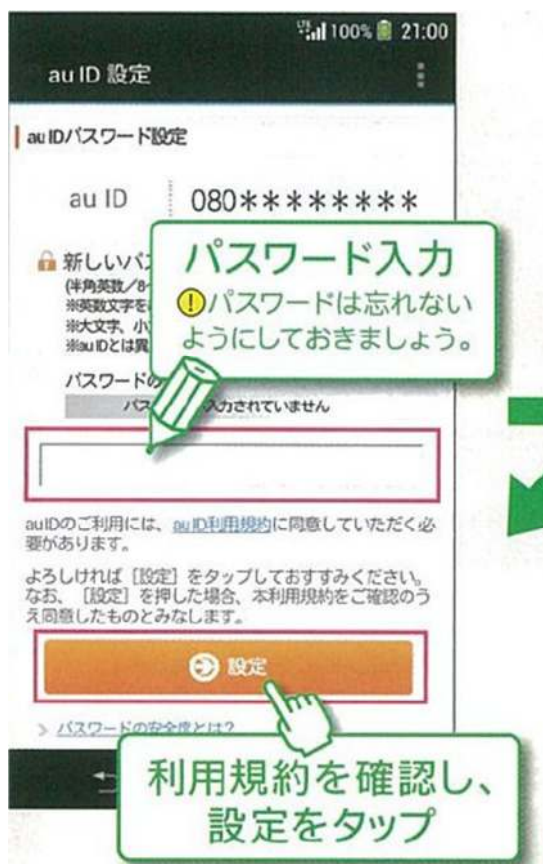 LTE 100% 21:00
au ID 設定
au IDパスワード設定
au ID 080********
新しいパ
(半角英数/8~
※英数文字を
※大文字、小
※au IDとは異
パスワード入力
!パスワードは忘れない
ようにしておきましょう。
パスワードの
パス 入力されていません
au IDのご利用には、au ID利用規約に同意していただく必
要があります。
よろしければ［設定］をタップしておすすみください。
なお、［設定］を押した場合、本利用規約をご確認のう
え同意したものとみなします。
設定
> パスワードの安全度とは?
利用規約を確認し、
設定をタップ